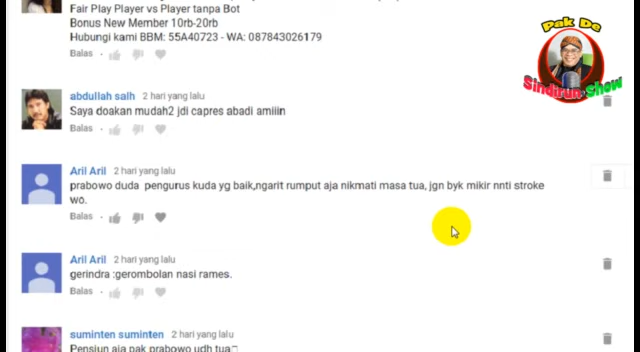 Fair Play Player vs Player tanpa Bot
Bonus New Member 10rb-20rb
Hubungi kami BBM: 55A40723 - WA: 087843026179
Balas
Pak De
Sindirun Show
abdullah salh 2 hari yang lalu
Saya doakan mudah2 jdi capres abadi amiiin
Balas
Aril Aril 2 hari yang lalu
prabowo duda pengurus kuda yg baik,ngarit rumput aja nikmati masa tua, jgn byk mikir nnti stroke
wo.
Balas
Aril Aril 2 hari yang lalu
gerindra :gerombolan nasi rames.
Balas
suminten suminten 2 hari yang lalu
Pensiun aja pak prabowo udh tua